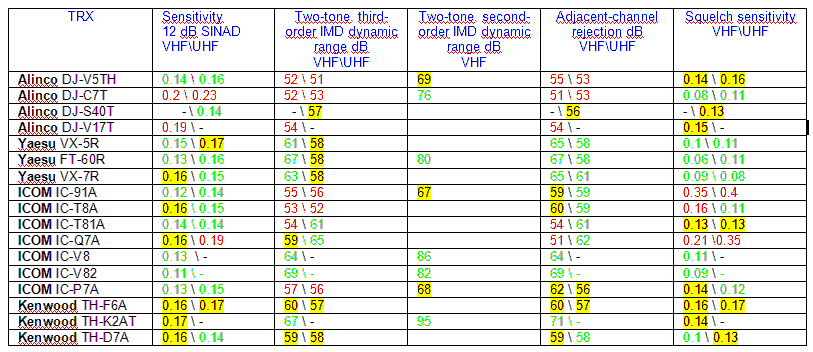 TRX Sensitivity, 12 dB SINAD VHF\UHF Two-tone, third-order IMD dynamic range dB VHF\UHF Two-tone, second-order IMD dynamic range dB VHF Adjacent-channel rejection dB VHF\UHF Squelch sensitivity VHF\UHF
Alinco DJ-V5TH 0.14 \ 0.16 52 \ 51 69 55 \ 53 0.14 \ 0.16
Alinco DJ-C7T 0.2 \ 0.23 52 \ 53 76 51 \ 53 0.08 \ 0.11
Alinco DJ-S40T - \ 0.14 - \ 57 - \ 56 - \ 0.13
Alinco DJ-V17T 0.19 \ - 54 \ - 54 \ - 0.15 \ -
Yaesu VX-5R 0.15 \ 0.17 61 \ 58 65 \ 58 0.1 \ 0.11
Yaesu FT-60R 0.13 \ 0.16 67 \ 58 80 67 \ 58 0.06 \ 0.11
Yaesu VX-7R 0.16 \ 0.15 63 \ 58 65 \ 61 0.09 \ 0.08
ICOM IC-91A 0.12 \ 0.14 55 \ 56 67 59 \ 59 0.35 \ 0.4
ICOM IC-T8A 0.16 \ 0.15 53 \ 52 60 \ 59 0.16 \ 0.11
ICOM IC-T81A 0.14 \ 0.14 54 \ 61 54 \ 61 0.13 \ 0.13
ICOM IC-Q7A 0.16 \ 0.19 59 \ 65 51 \ 62 0.21 \0.35
ICOM IC-V8 0.13 \ - 64 \ - 86 64 \ - 0.11 \ -
ICOM IC-V82 0.11 \ - 69 \ - 82 69 \ - 0.09 \ -
ICOM IC-P7A 0.13 \ 0.15 57 \ 56 68 62 \ 56 0.14 \ 0.12
Kenwood TH-F6A 0.16 \ 0.17 60 \ 57 60 \ 57 0.16 \ 0.17
Kenwood TH-K2AT 0.17 \ - 67 \ - 95 71 \ - 0.14 \ -
Kenwood TH-D7A 0.16 \ 0.14 59 \ 58 59 \ 58 0.1 \ 0.13